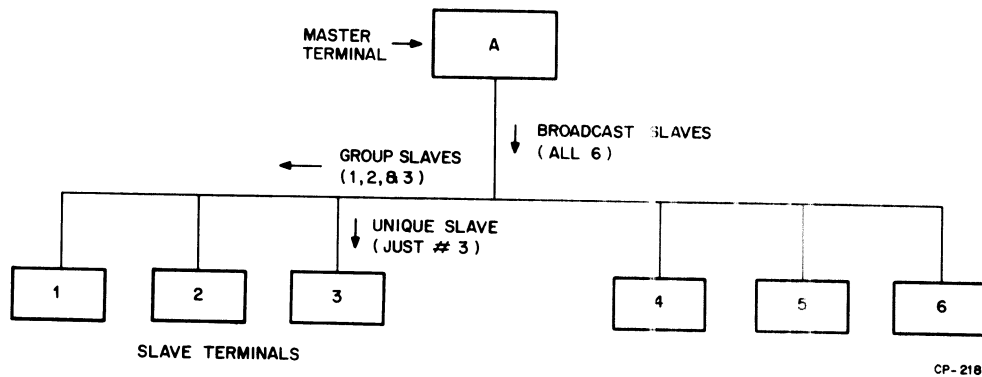 MASTER
TERMINAL
A
BROADCAST SLAVES
(ALL 6)
GROUP SLAVES
(1,2,&3)
UNIQUE SLAVE
(JUST # 3)
1
2
3
4
5
6
SLAVE TERMINALS
CP-218